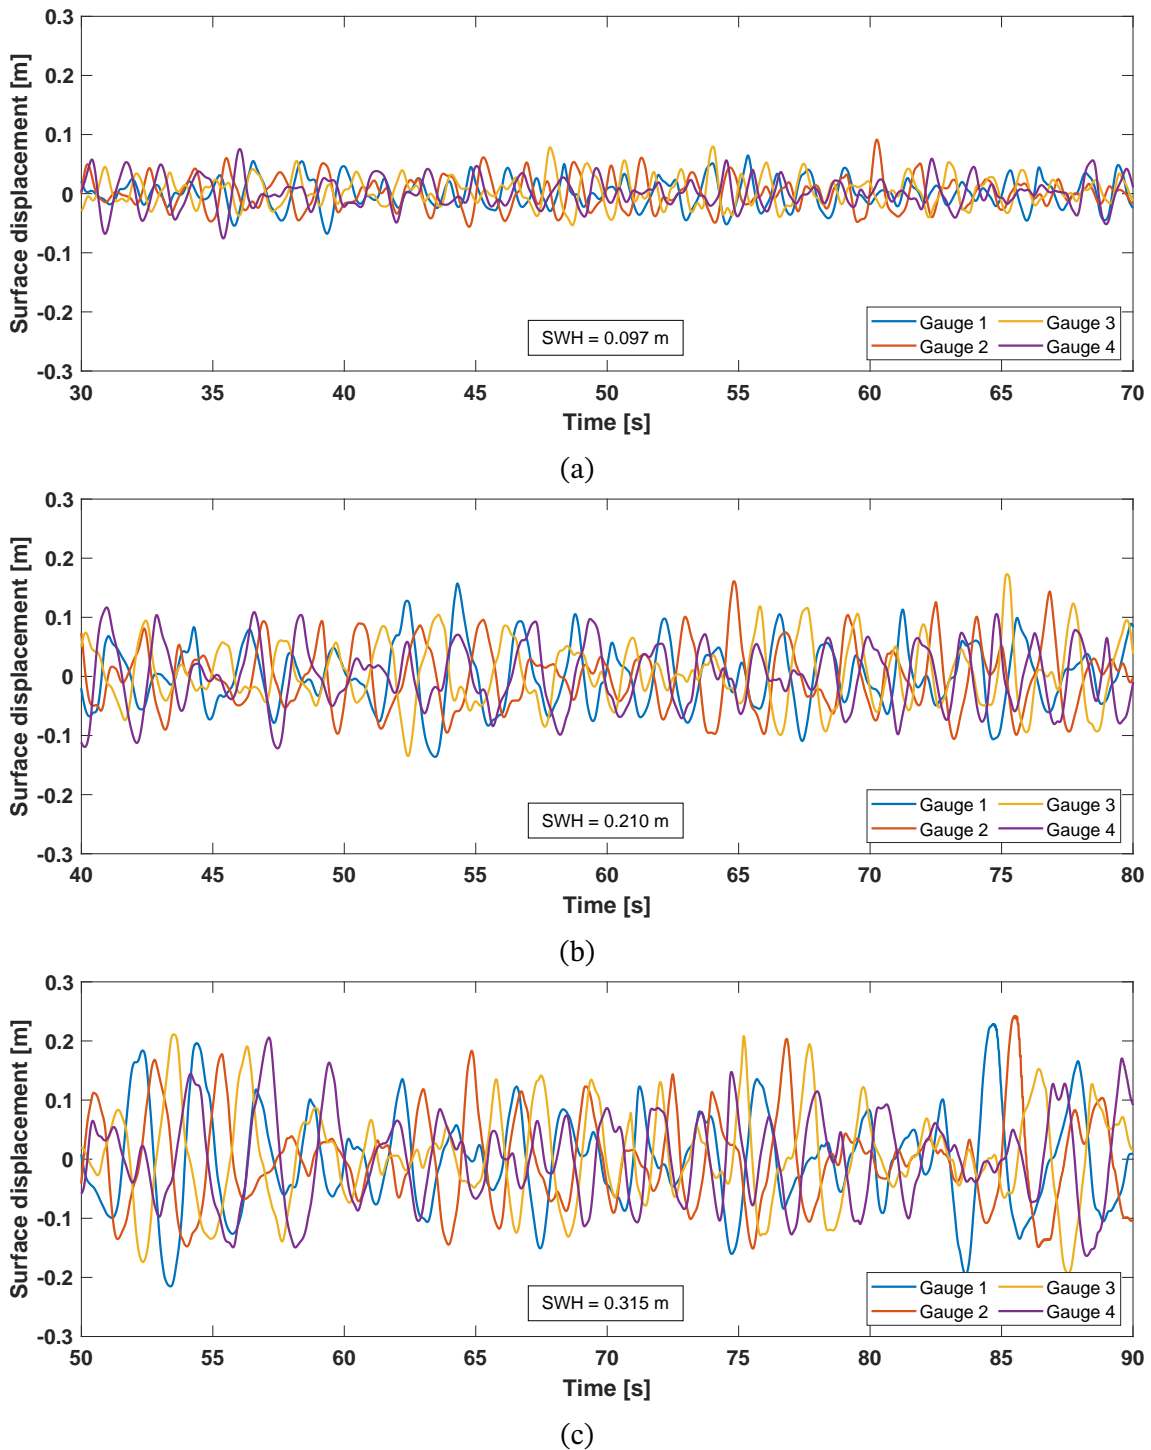 0.3
0.2
0.1
0
-0.1
-0.2
-0.3
Surface displacement [m]
SWH = 0.097 m
Gauge 1 Gauge 3
Gauge 2 Gauge 4
30 35 40 45 50 55 60 65 70
Time [s]
(a)
0.3
0.2
0.1
0
-0.1
-0.2
-0.3
Surface displacement [m]
SWH = 0.210 m
Gauge 1 Gauge 3
Gauge 2 Gauge 4
40 45 50 55 60 65 70 75 80
Time [s]
(b)
0.3
0.2
0.1
0
-0.1
-0.2
-0.3
Surface displacement [m]
SWH = 0.315 m
Gauge 1 Gauge 3
Gauge 2 Gauge 4
50 55 60 65 70 75 80 85 90
Time [s]
(c)